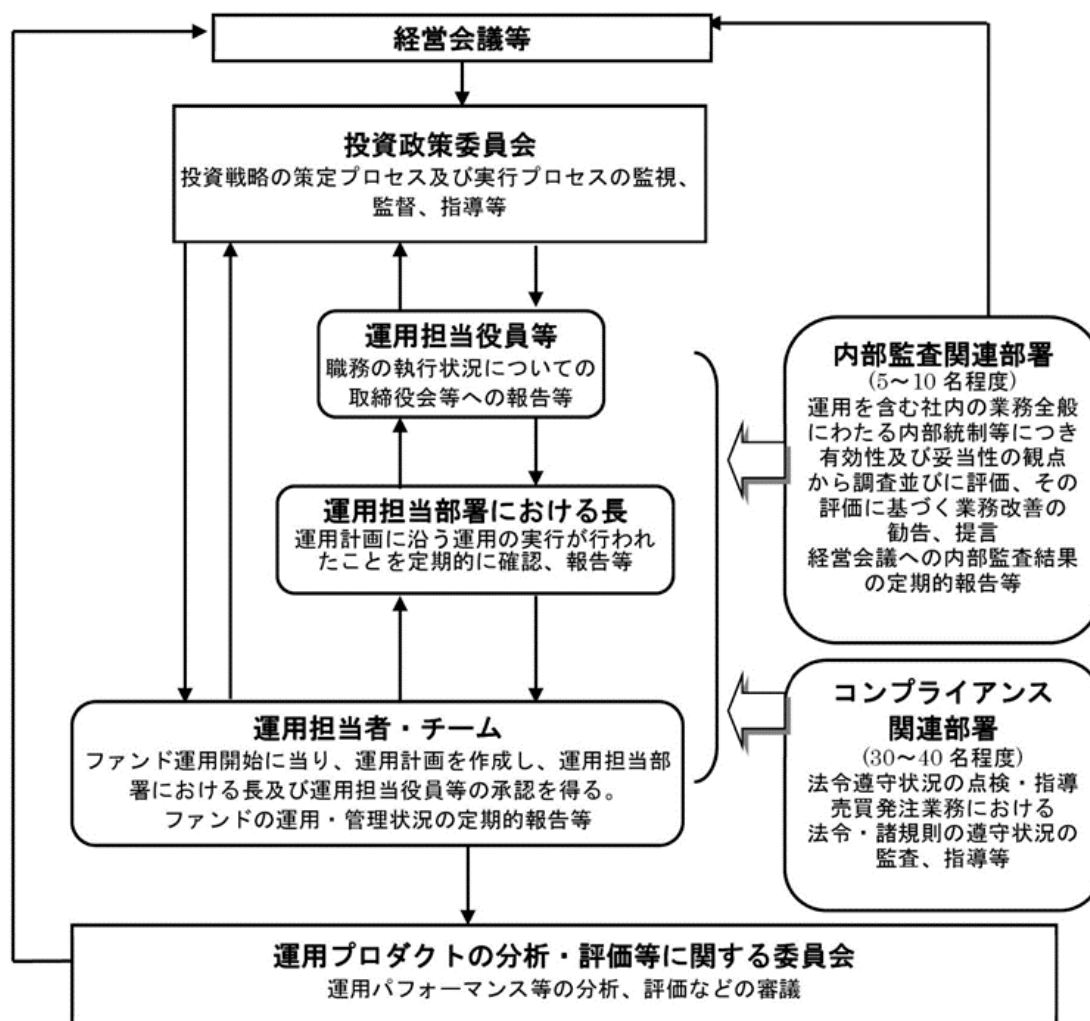 経営会議等
投資政策委員会
投資戦略の策定プロセス及び実行プロセスの監視、
監督、指導等
運用担当役員等
職務の執行状況についての
取締役会等への報告等
運用担当部署における長
運用計画に沿う運用の実行が行われ
たことを定期的に確認、報告等
運用担当者・チーム
ファンド運用開始に当り、運用計画を作成し、運用担当部
署における長及び運用担当役員等の承認を得る。
ファンドの運用・管理状況の定期的報告等
内部監査関連部署
(5～10 名程度)
運用を含む社内の業務全般
にわたる内部統制等につき
有効性及び妥当性の観点
から調査並びに評価、その
評価に基づく業務改善の
勧告、提言
経営会議への内部監査結果
の定期的報告等
コンプライアンス
関連部署
(30～40 名程度)
法令遵守状況の点検・指導
売買発注業務における
法令・諸規則の遵守状況の
監査、指導等
運用プロダクトの分析・評価等に関する委員会
運用パフォーマンス等の分析、評価などの審議